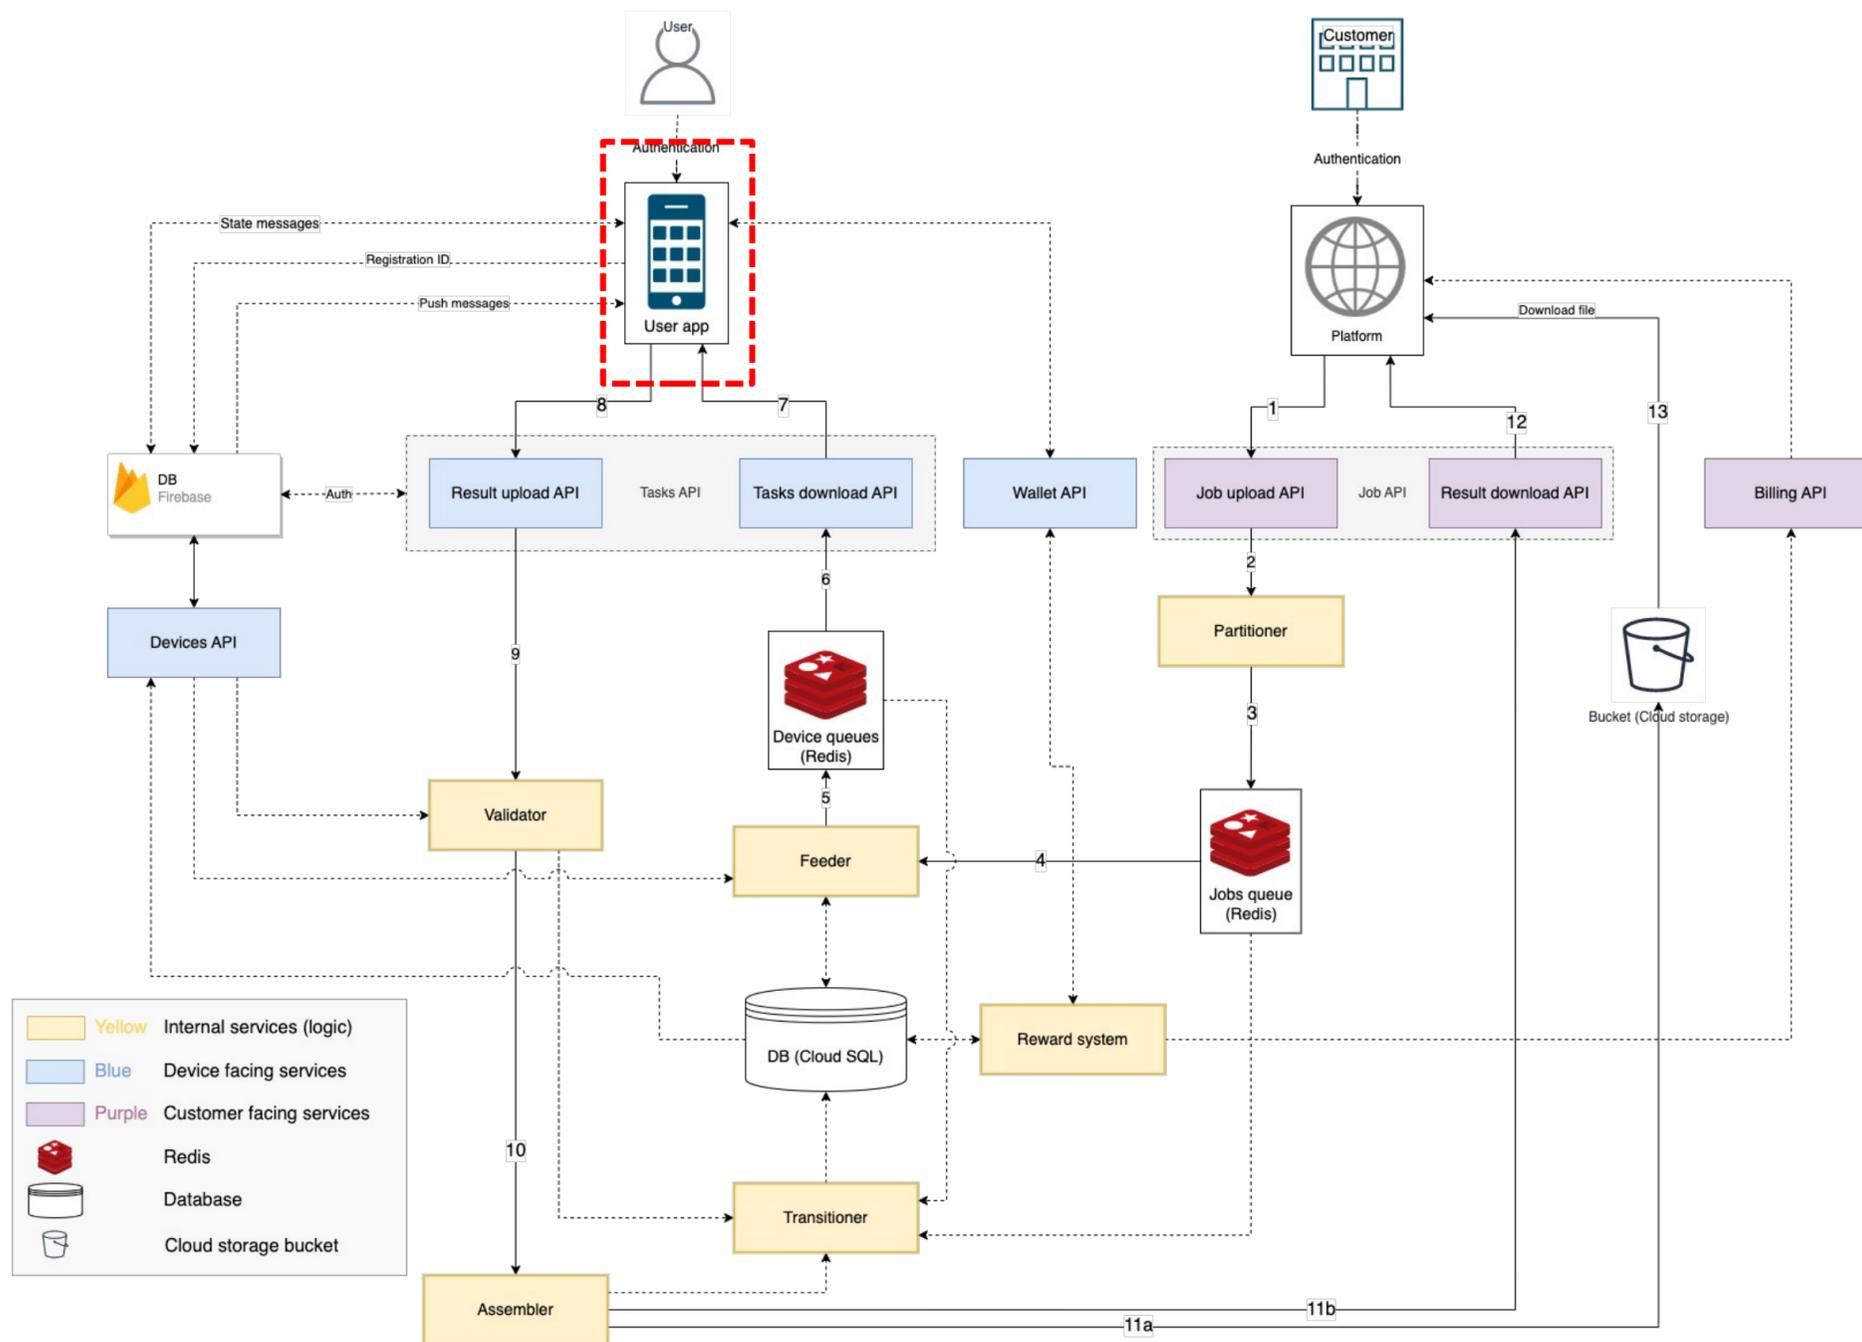 User
Customer
Authentication
Authentication
State messages
Registration ID
Push messages
User app
Download file
Platform
8
7
1
12
13
DB
Firebase
Auth
Result upload API
Tasks API
Tasks download API
Wallet API
Job upload API
Job API
Result download API
Billing API
2
6
Partitioner
Devices API
9
3
Bucket (Cloud storage)
Device queues
(Redis)
5
Validator
Feeder
4
Jobs queue
(Redis)
Yellow Internal services (logic)
Blue Device facing services
Purple Customer facing services
Redis
Database
Cloud storage bucket
DB (Cloud SQL)
Reward system
10
Transitioner
Assembler
11b
11a